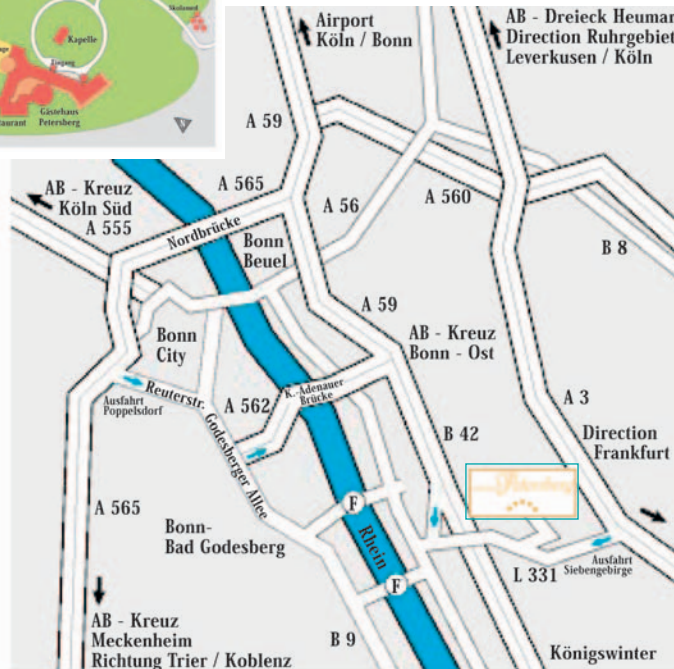 Skoliomed
Kapelle
Eingang
Gästehaus
Petersberg
Airport
Köln / Bonn
AB - Dreieck Heumar
Direction Ruhrgebiet
Leverkusen / Köln
A 59
A 565
A 56
A 560
B 8
AB - Kreuz
Köln Süd
A 555
Nordbrücke
Bonn
Beuel
A 59
AB - Kreuz
Bonn - Ost
Bonn
City
K.-Adenauer
Brücke
Reuterstr.
Ausfahrt
Poppelsdorf
A 562
Godesberger Allee
A 3
B 42
Direction
Frankfurt
Petersberg
A 565
Bonn-
Bad Godesberg
F
Rhein
F
L 331
Ausfahrt
Siebengebirge
AB - Kreuz
Meckenheim
Richtung Trier / Koblenz
B 9
Königswinter